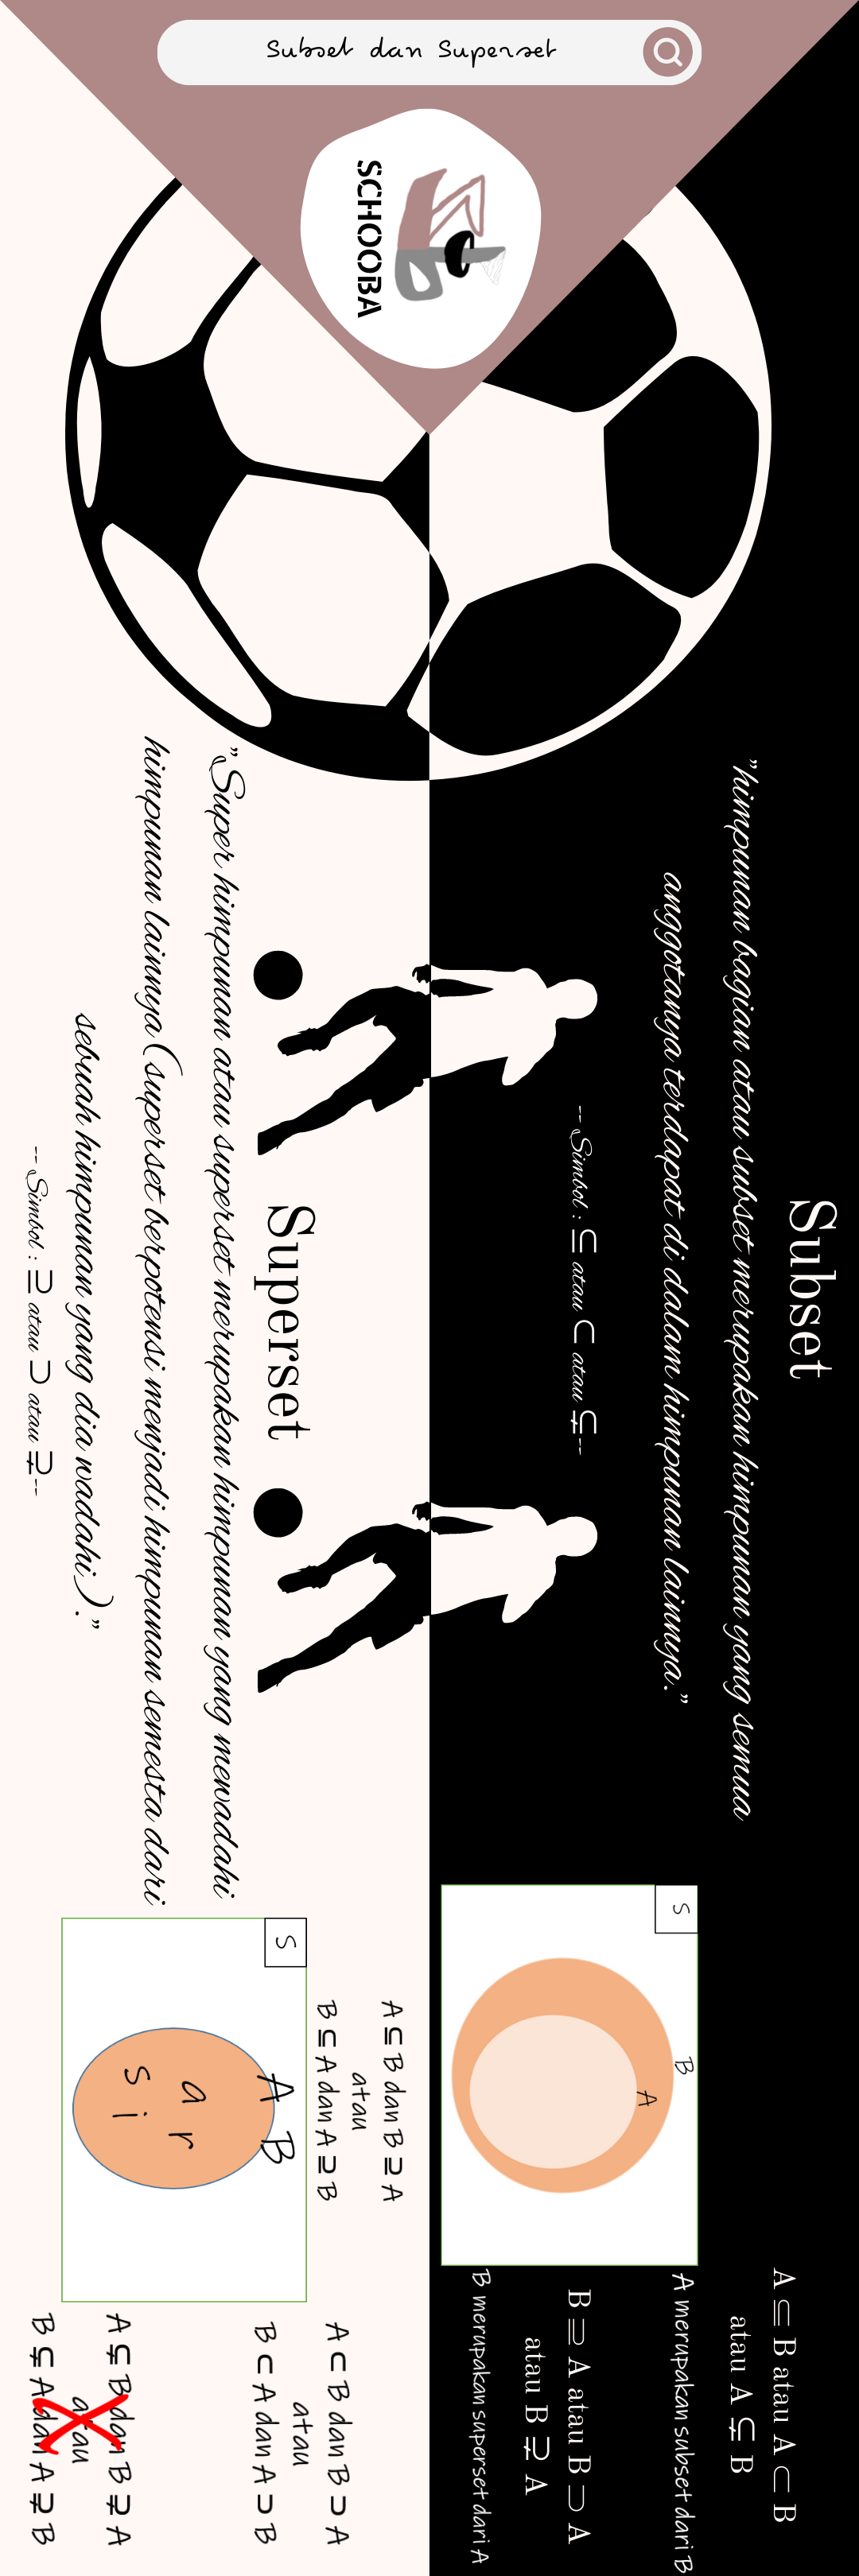 Subset dan Superset
SCHOOBA
Subset
"himpunan bagian atau subset merupakan himpunan yang semua
anggotanya terdapat di dalam himpunan lainnya."
-- Simbol : ⊆ atau ⊂ atau ⊊--
S
B
A
A ⊆ B atau A ⊂ B
atau A ⊊ B
A merupakan subset dari B
B ⊇ A atau B ⊃ A
atau B ⊋ A
B merupakan superset dari A
Superset
"Super himpunan atau superset merupakan himpunan yang mewadahi
himpunan lainnya (superset berpotensi menjadi himpunan semesta dari
sebuah himpunan yang dia wadahi)."
-- Simbol : ⊇ atau ⊃ atau ⊋--
A ⊆ B dan B ⊇ A
atau
B ⊆ A dan A ⊇ B
S
A B
a r
s i
A ⊂ B dan B ⊃ A
atau
B ⊂ A dan A ⊃ B
A ⊊ B dan B ⊋ A
atau
B ⊊ A dan A ⊋ B